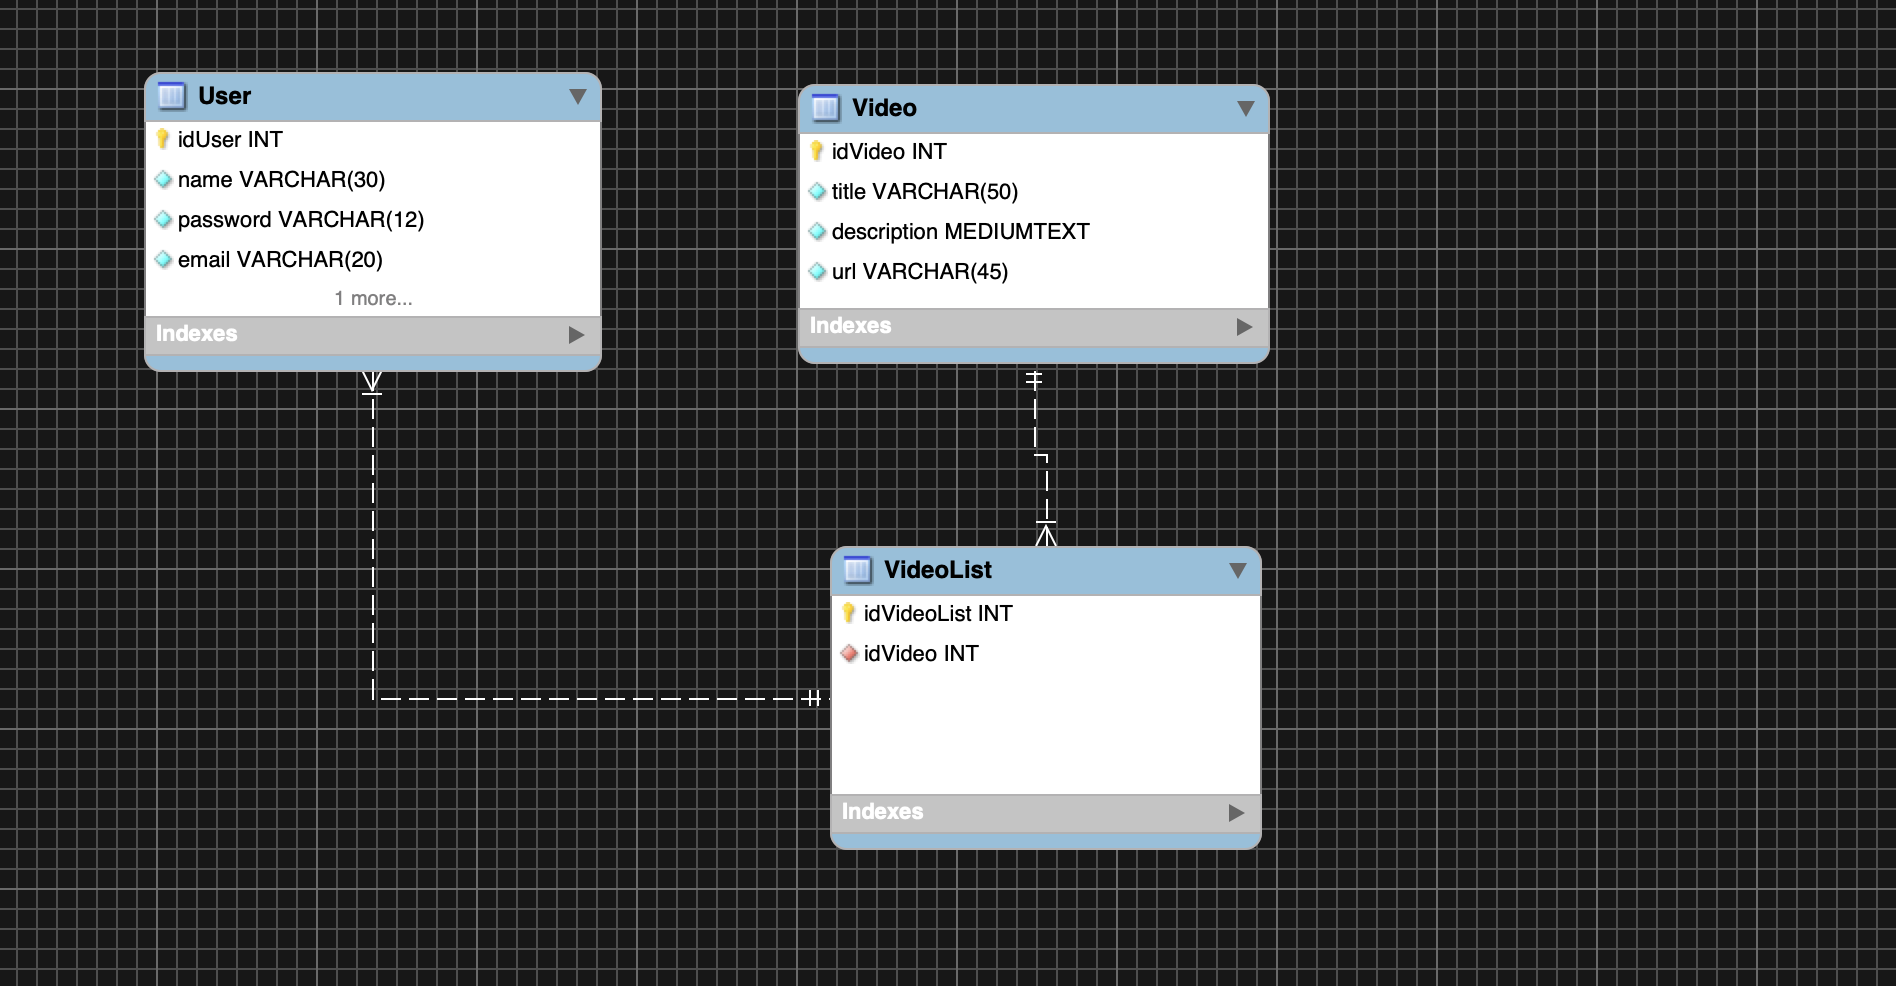 User
idUser INT
name VARCHAR(30)
password VARCHAR(12)
email VARCHAR(20)
1 more...
Indexes
Video
idVideo INT
title VARCHAR(50)
description MEDIUMTEXT
url VARCHAR(45)
Indexes
VideoList
idVideoList INT
idVideo INT
Indexes